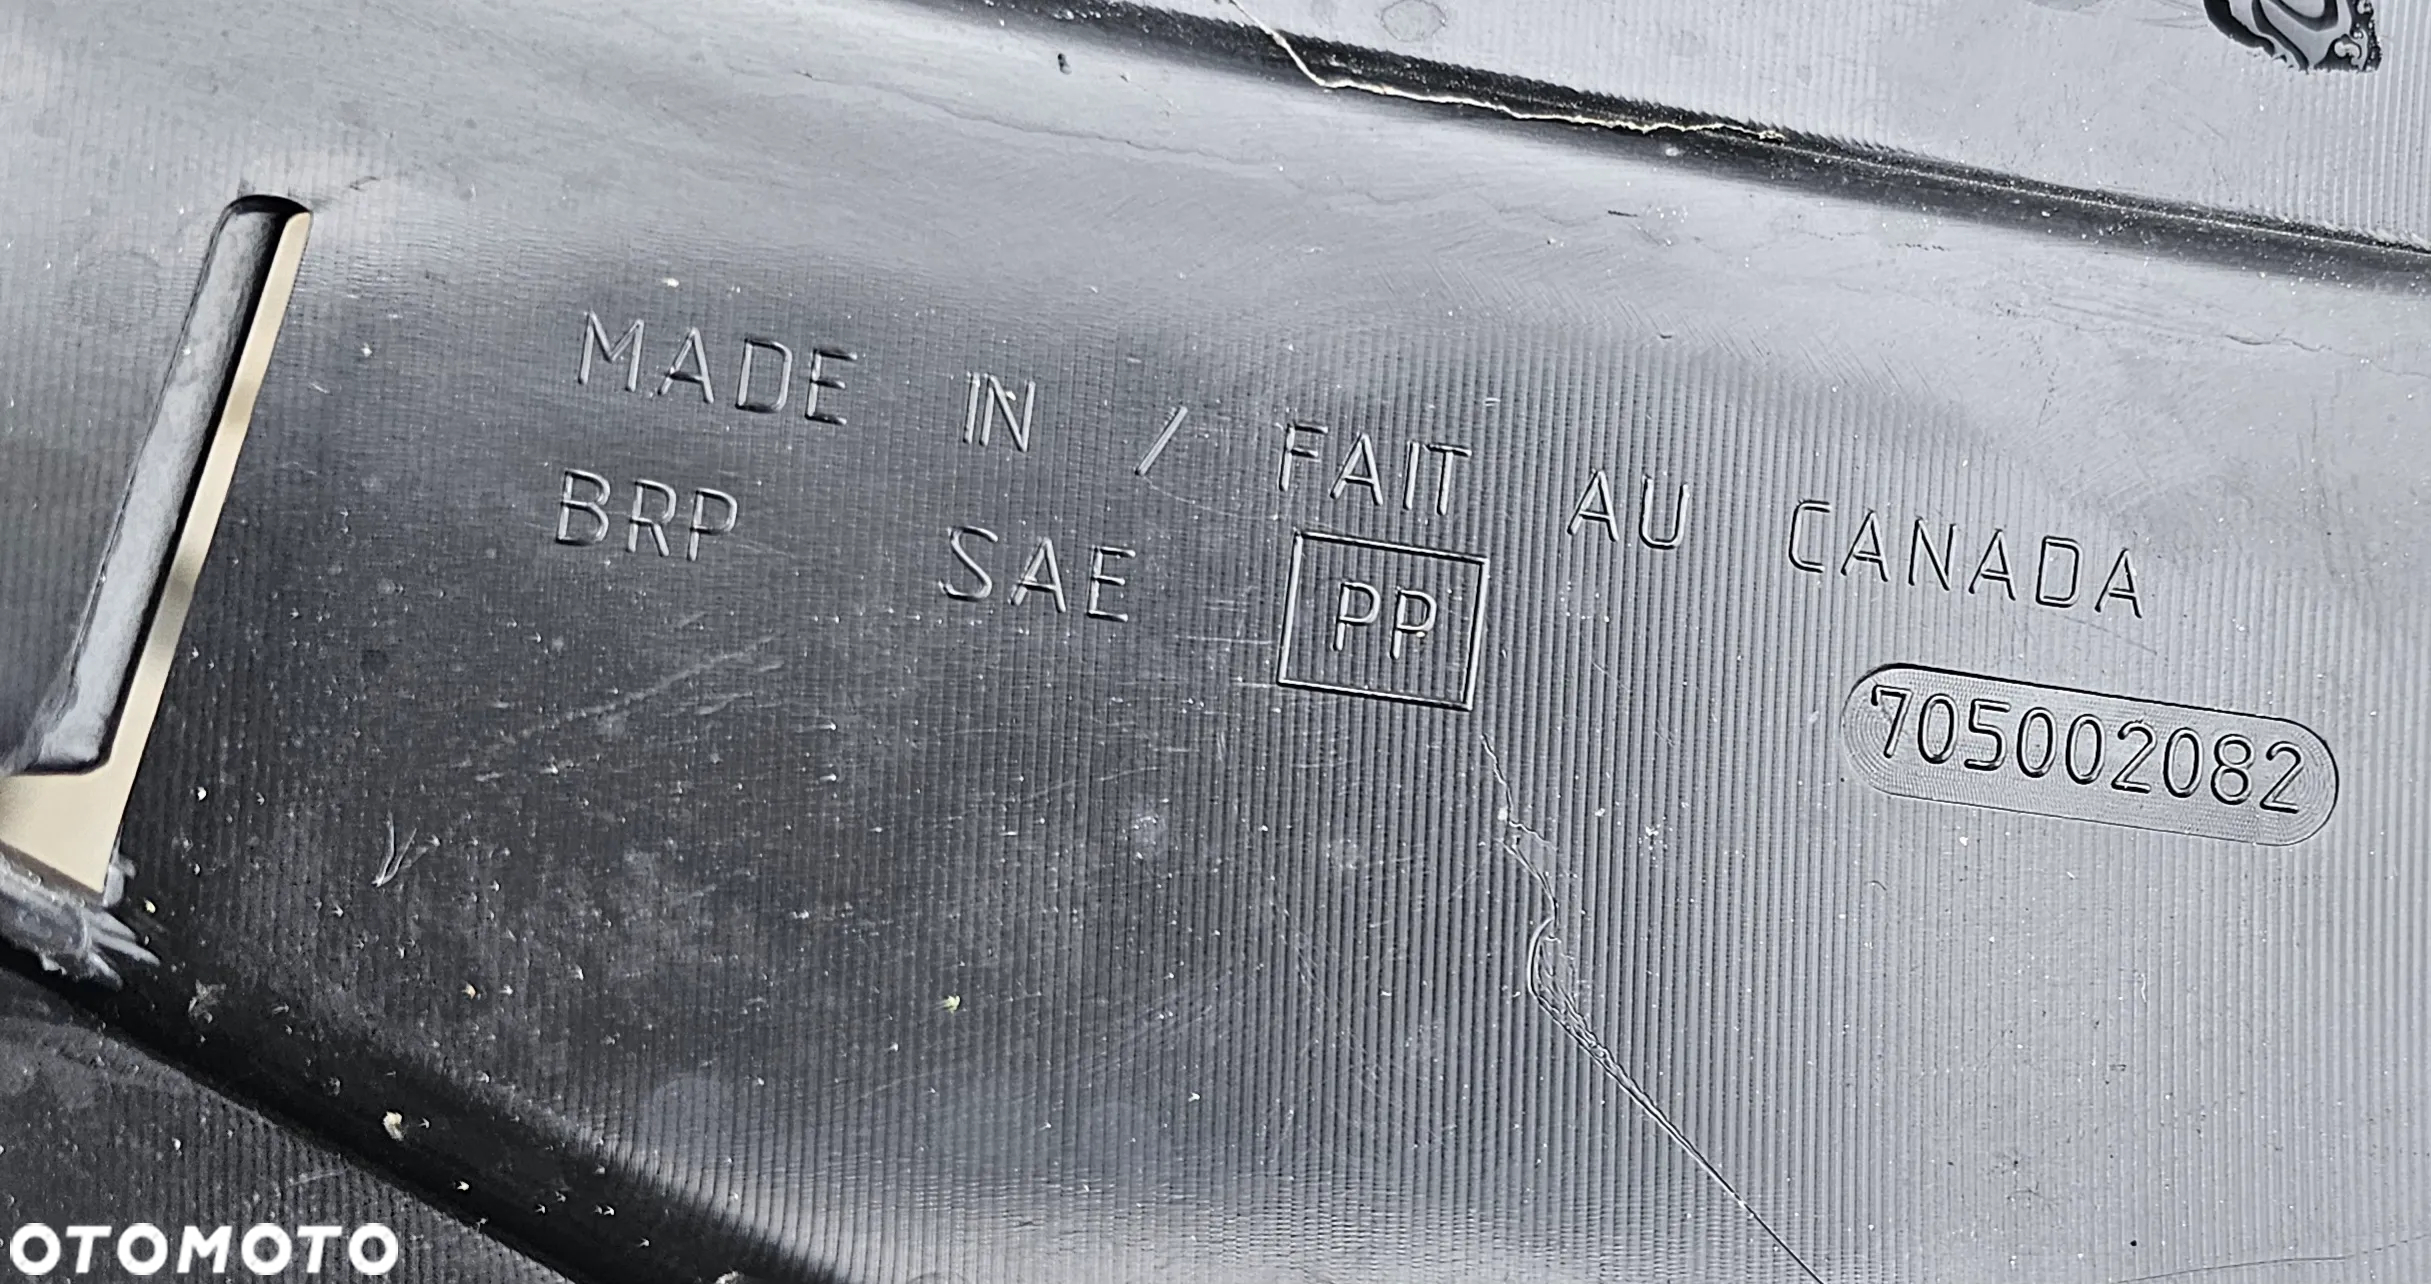 MADE IN / FAIT AU CANADA
BRP SAE PP
705002082
OTOMOTO